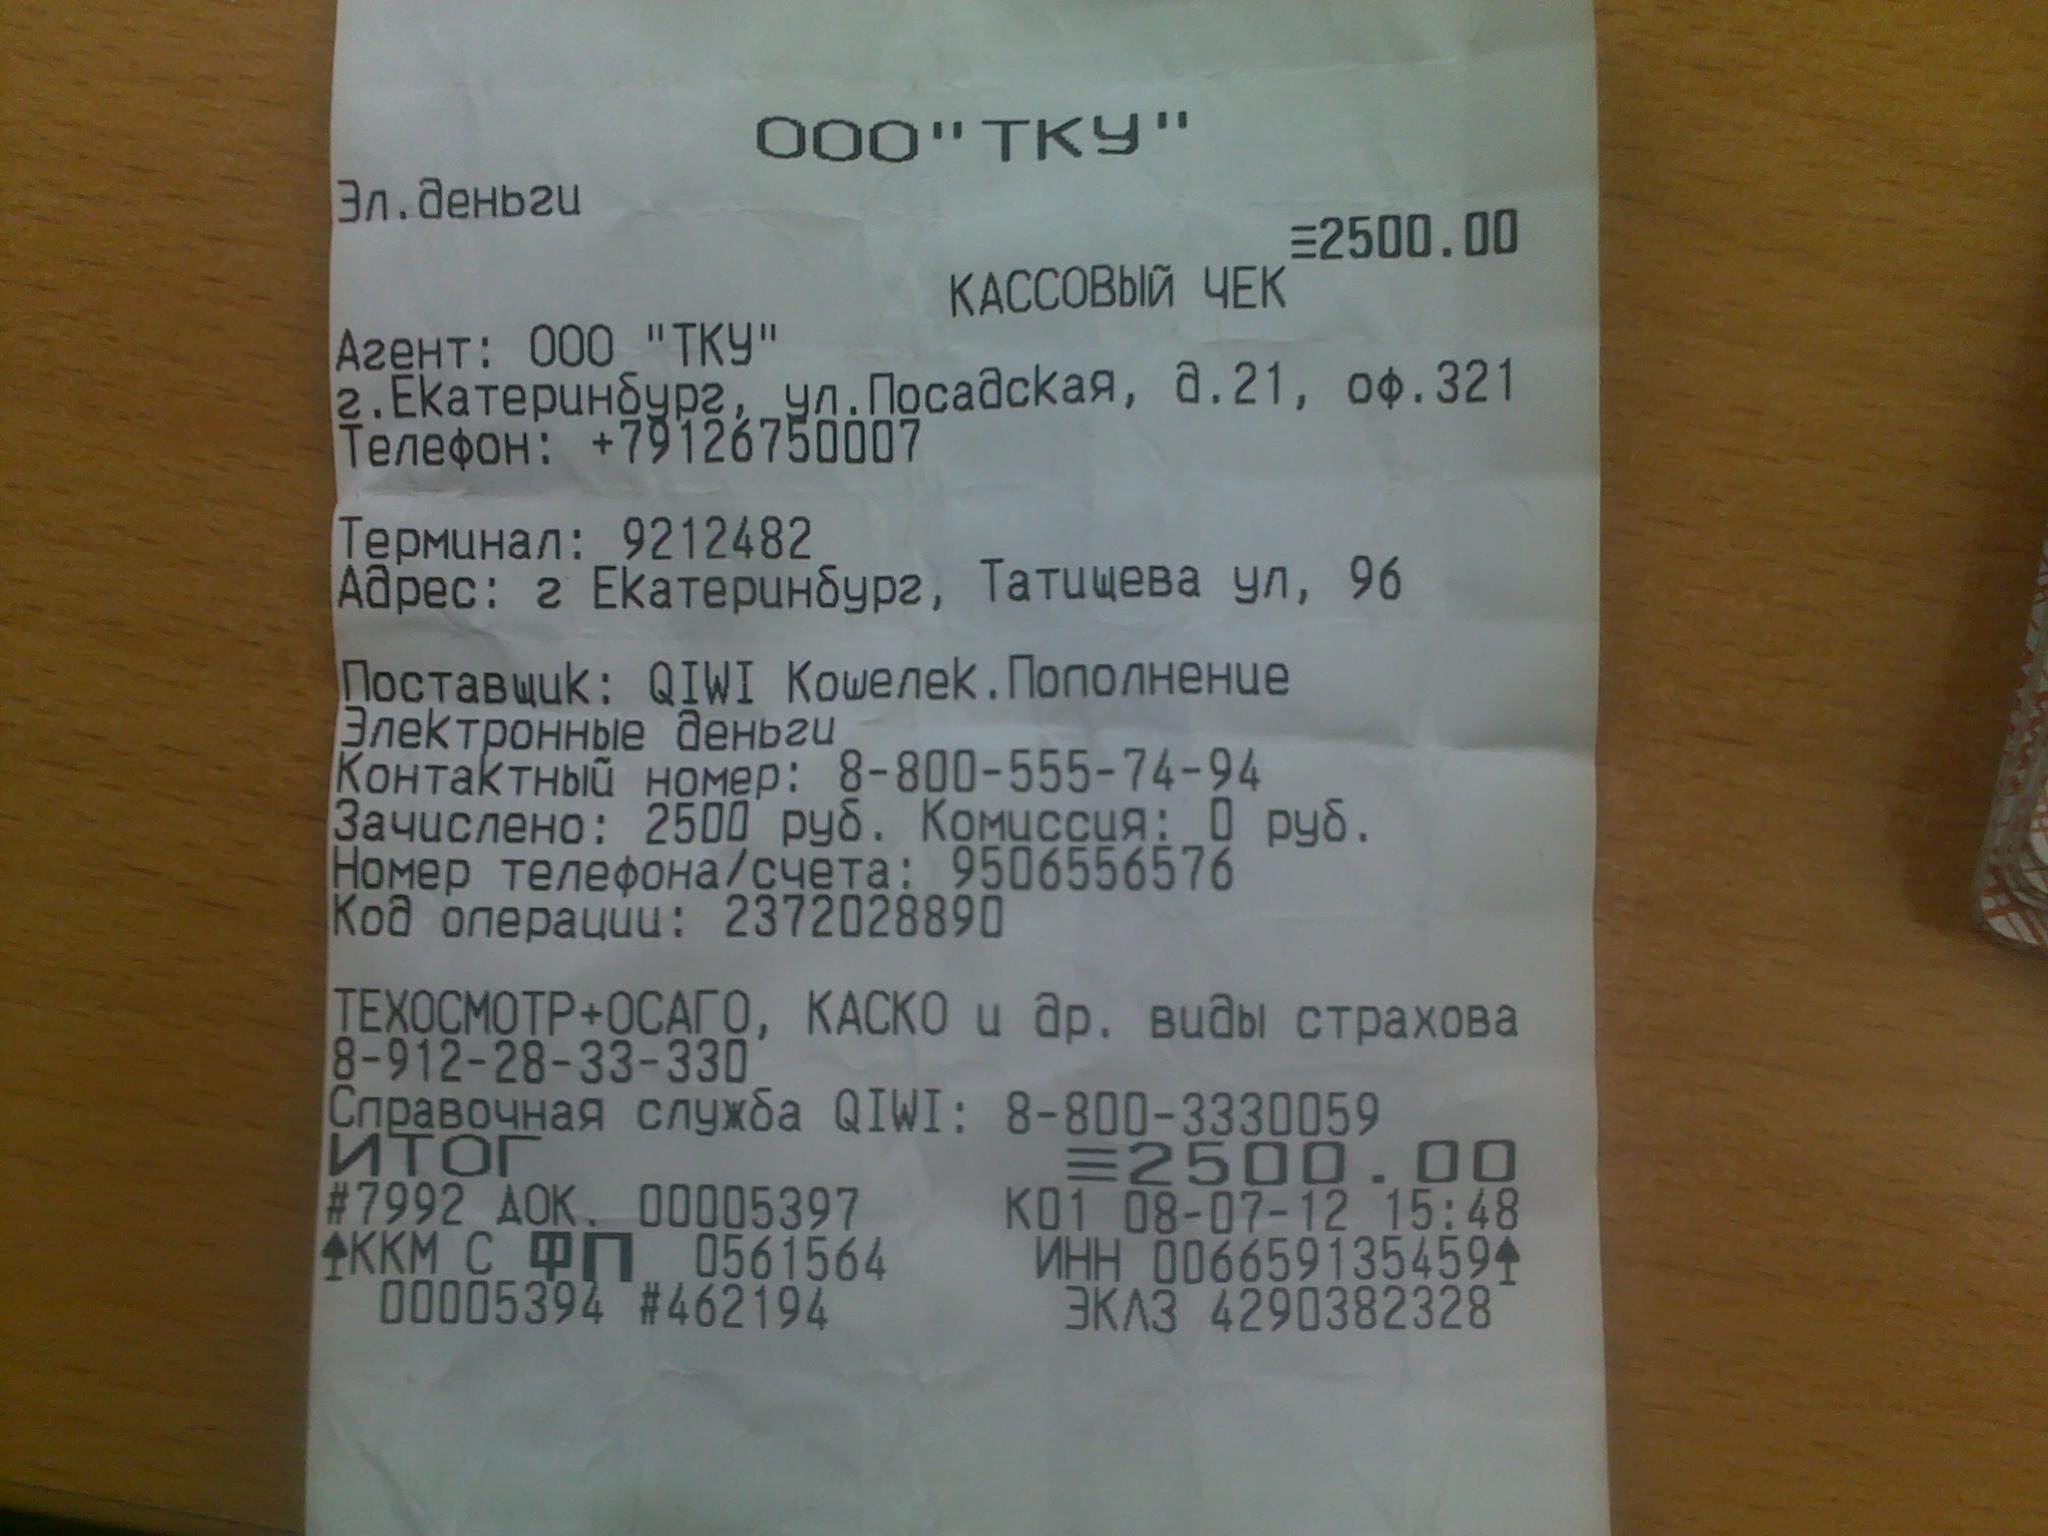 ООО"ТКУ"
Эл.деньги
≡2500.00
КАССОВЫЙ ЧЕК
Агент: ООО "ТКУ"
г.Екатеринбург, ул.Посадская, д.21, оф.321
Телефон: +79126750007
Терминал: 9212482
Адрес: г Екатеринбург, Татищева ул, 96
Поставщик: QIWI Кошелек.Пополнение
Электронные деньги
Контактный номер: 8-800-555-74-94
Зачислено: 2500 руб. Комиссия: 0 руб.
Номер телефона/счета: 9506556576
Код операции: 2372028890
ТЕХОСМОТР+ОСАГО, КАСКО и др. виды страхова
8-912-28-33-330
Справочная служба QIWI: 8-800-3330059
ИТОГ ≡2500.00
#7992 ДОК. 00005397 К01 08-07-12 15:48
ККМ С ФП 0561564 ИНН 006659135459
00005394 #462194 ЭКЛЗ 4290382328